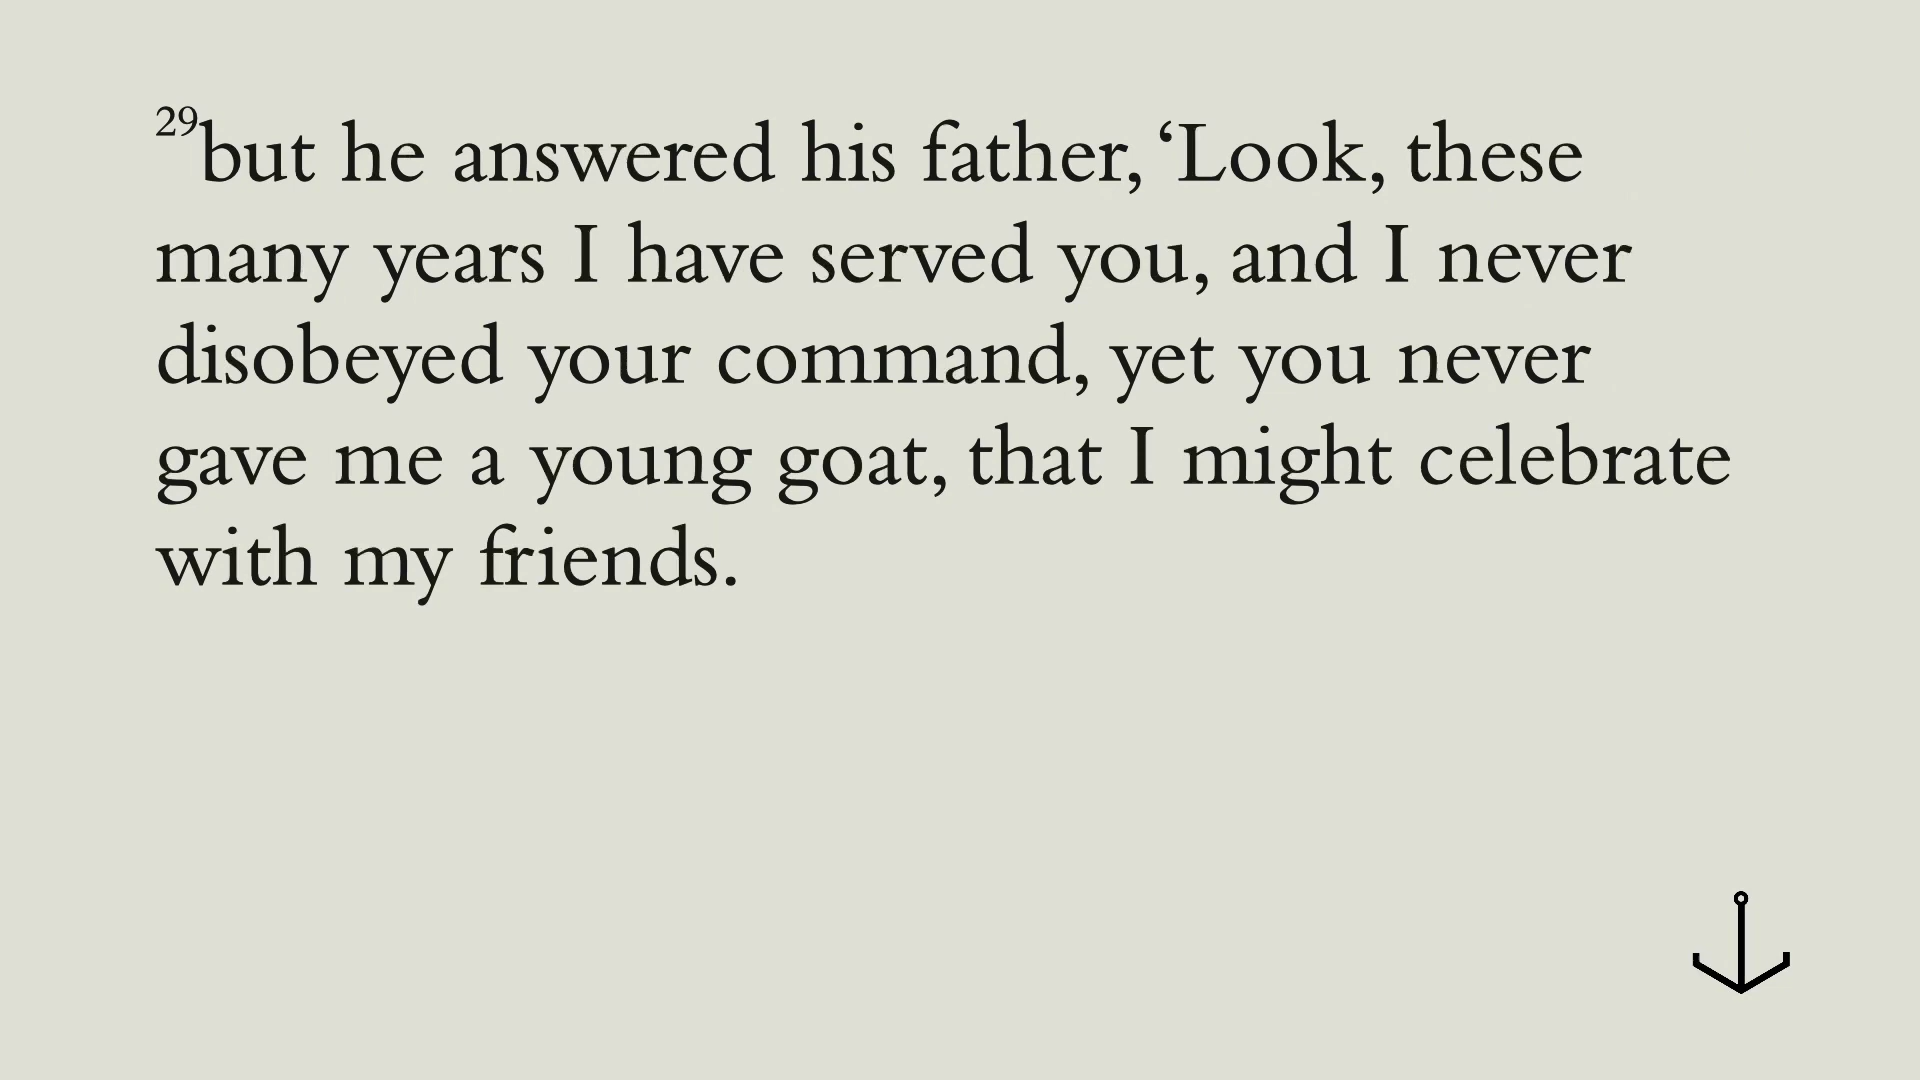 29but he answered his father, ‘Look, these
many years I have served you, and I never
disobeyed your command, yet you never
gave me a young goat, that I might celebrate
with my friends.